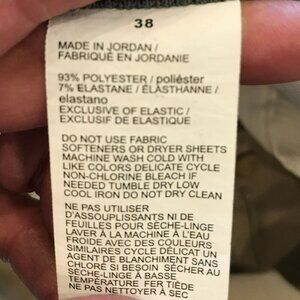 38
MADE IN JORDAN /
FABRIQUÉ EN JORDANIE
93% POLYESTER / poliéster
7% ELASTANE / ÉLASTHANNE /
elastano
EXCLUSIVE OF ELASTIC /
EXCLUSIF DE ÉLASTIQUE
DO NOT USE FABRIC
SOFTENERS OR DRYER SHEETS
MACHINE WASH COLD WITH
LIKE COLORS DELICATE CYCLE
NON-CHLORINE BLEACH IF
NEEDED TUMBLE DRY LOW
COOL IRON DO NOT DRY CLEAN
NE PAS UTILISER
D'ASSOUPLISSANTS NI DE
FEUILLES POUR SÈCHE-LINGE
LAVER À LA MACHINE À L'EAU
FROIDE AVEC DES COULEURS
SIMILAIRES CYCLE DÉLICAT UN
AGENT DE BLANCHIMENT SANS
CHLORE SI BESOIN SÉCHER AU
SÈCHE-LINGE À BASSE
TEMPÉRATURE FER TIÈDE
NE PAS NETTOYER À SEC